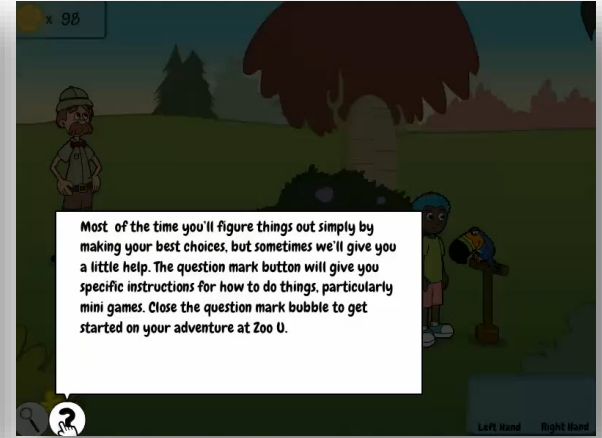 x 98
Most of the time you'll figure things out simply by
making your best choices, but sometimes we'll give you
a little help. The question mark button will give you
specific instructions for how to do things, particularly
mini games. Close the question mark bubble to get
started on your adventure at Zoo U.
?
Left Hand Right Hand